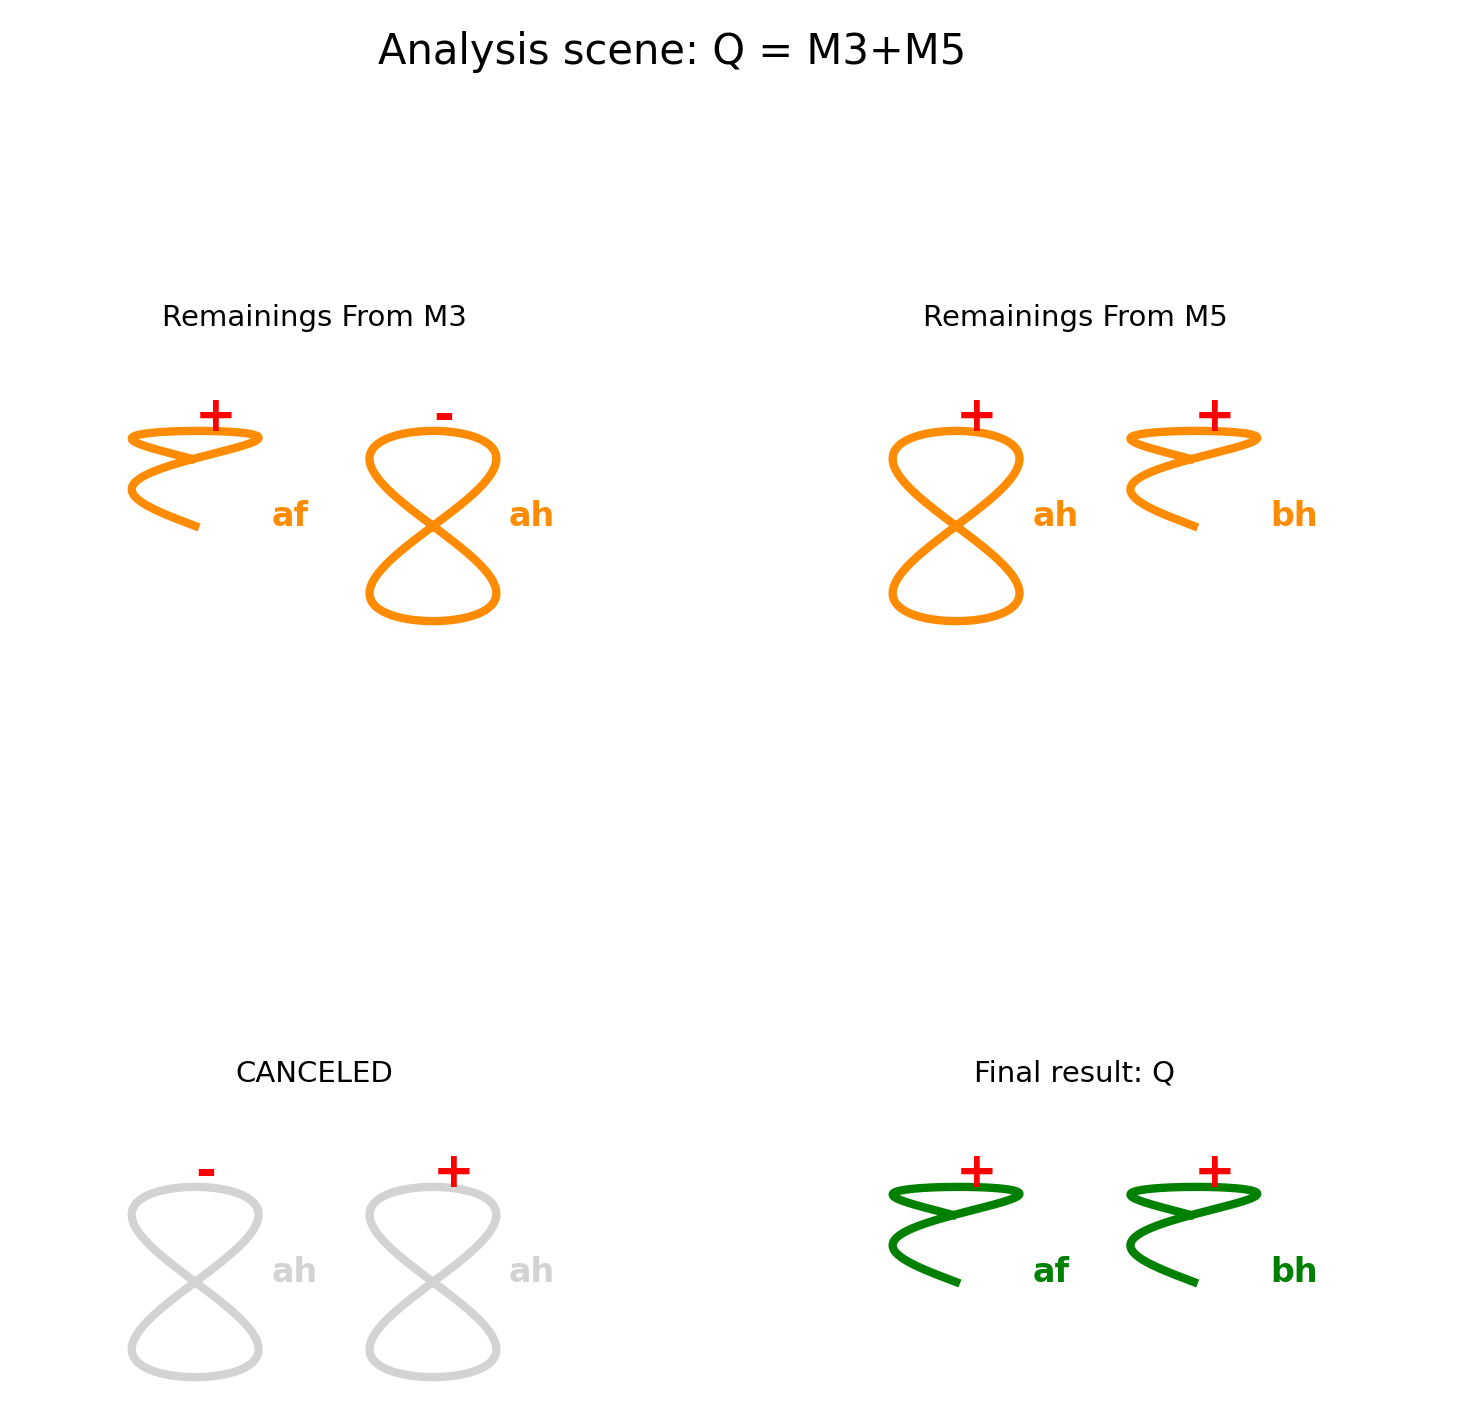 Analysis scene: Q = M3+M5
Remainings From M3
Remainings From M5
+ -
+ +
af ah
ah bh
CANCELED
Final result: Q
- +
+ +
ah ah
af bh